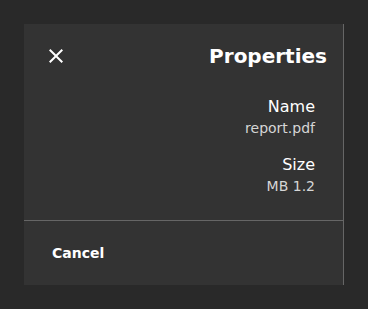 Properties
Name
report.pdf
Size
MB 1.2
Cancel